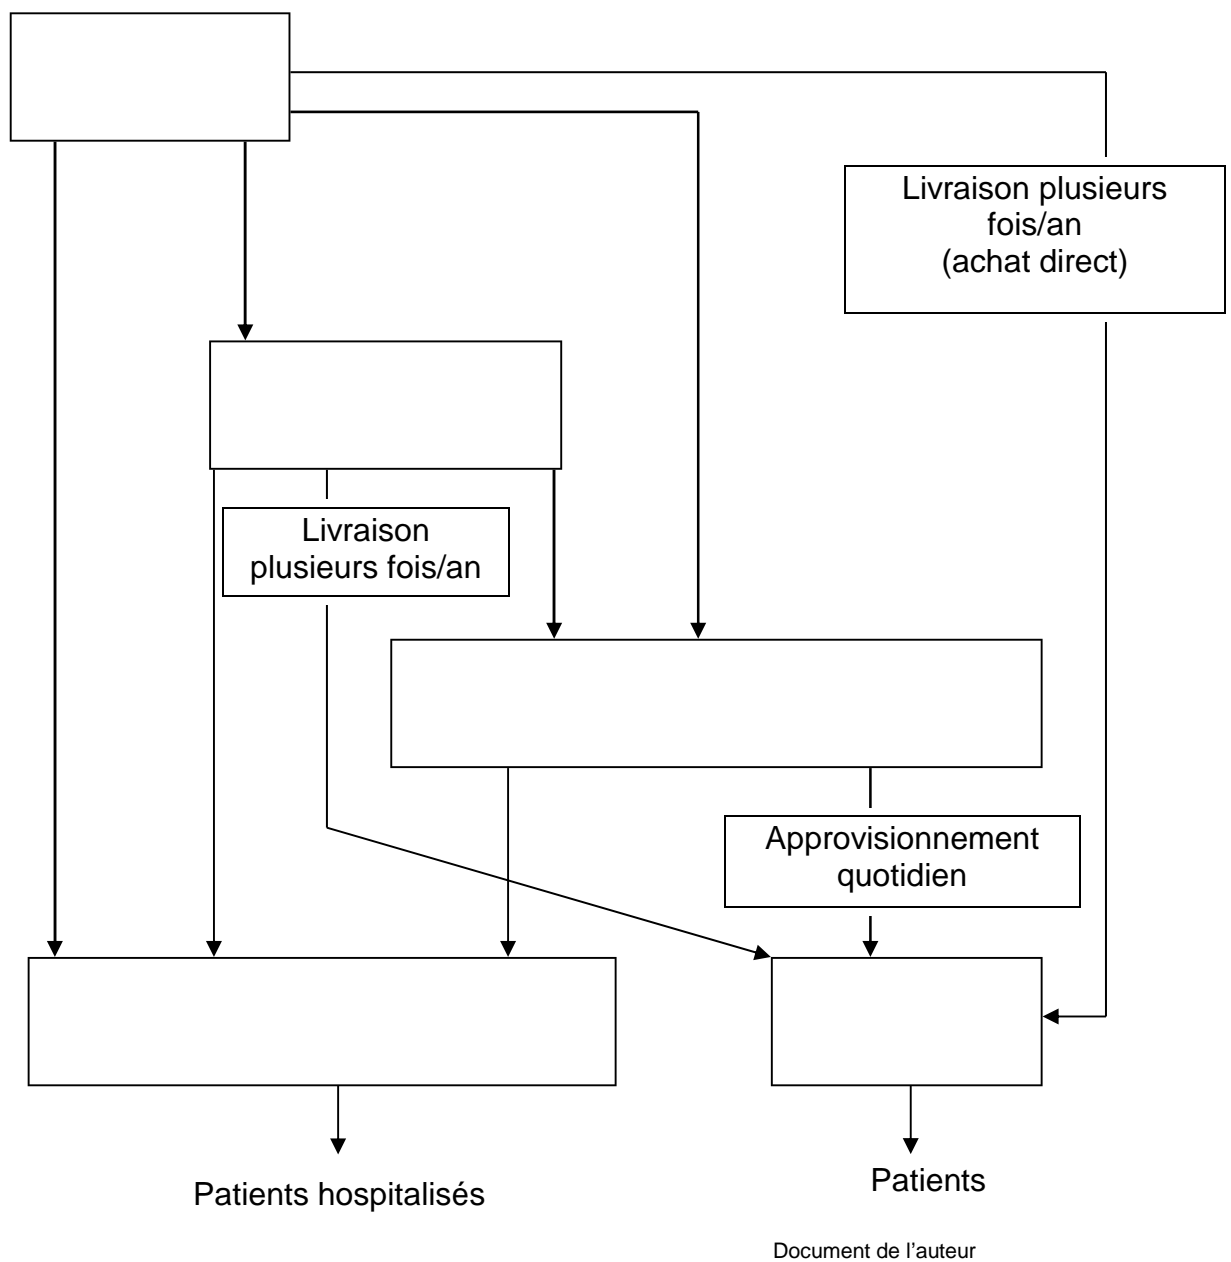 Livraison plusieurs
fois/an
(achat direct)
Livraison
plusieurs fois/an
Approvisionnement
quotidien
Patients hospitalisés
Patients
Document de l'auteur